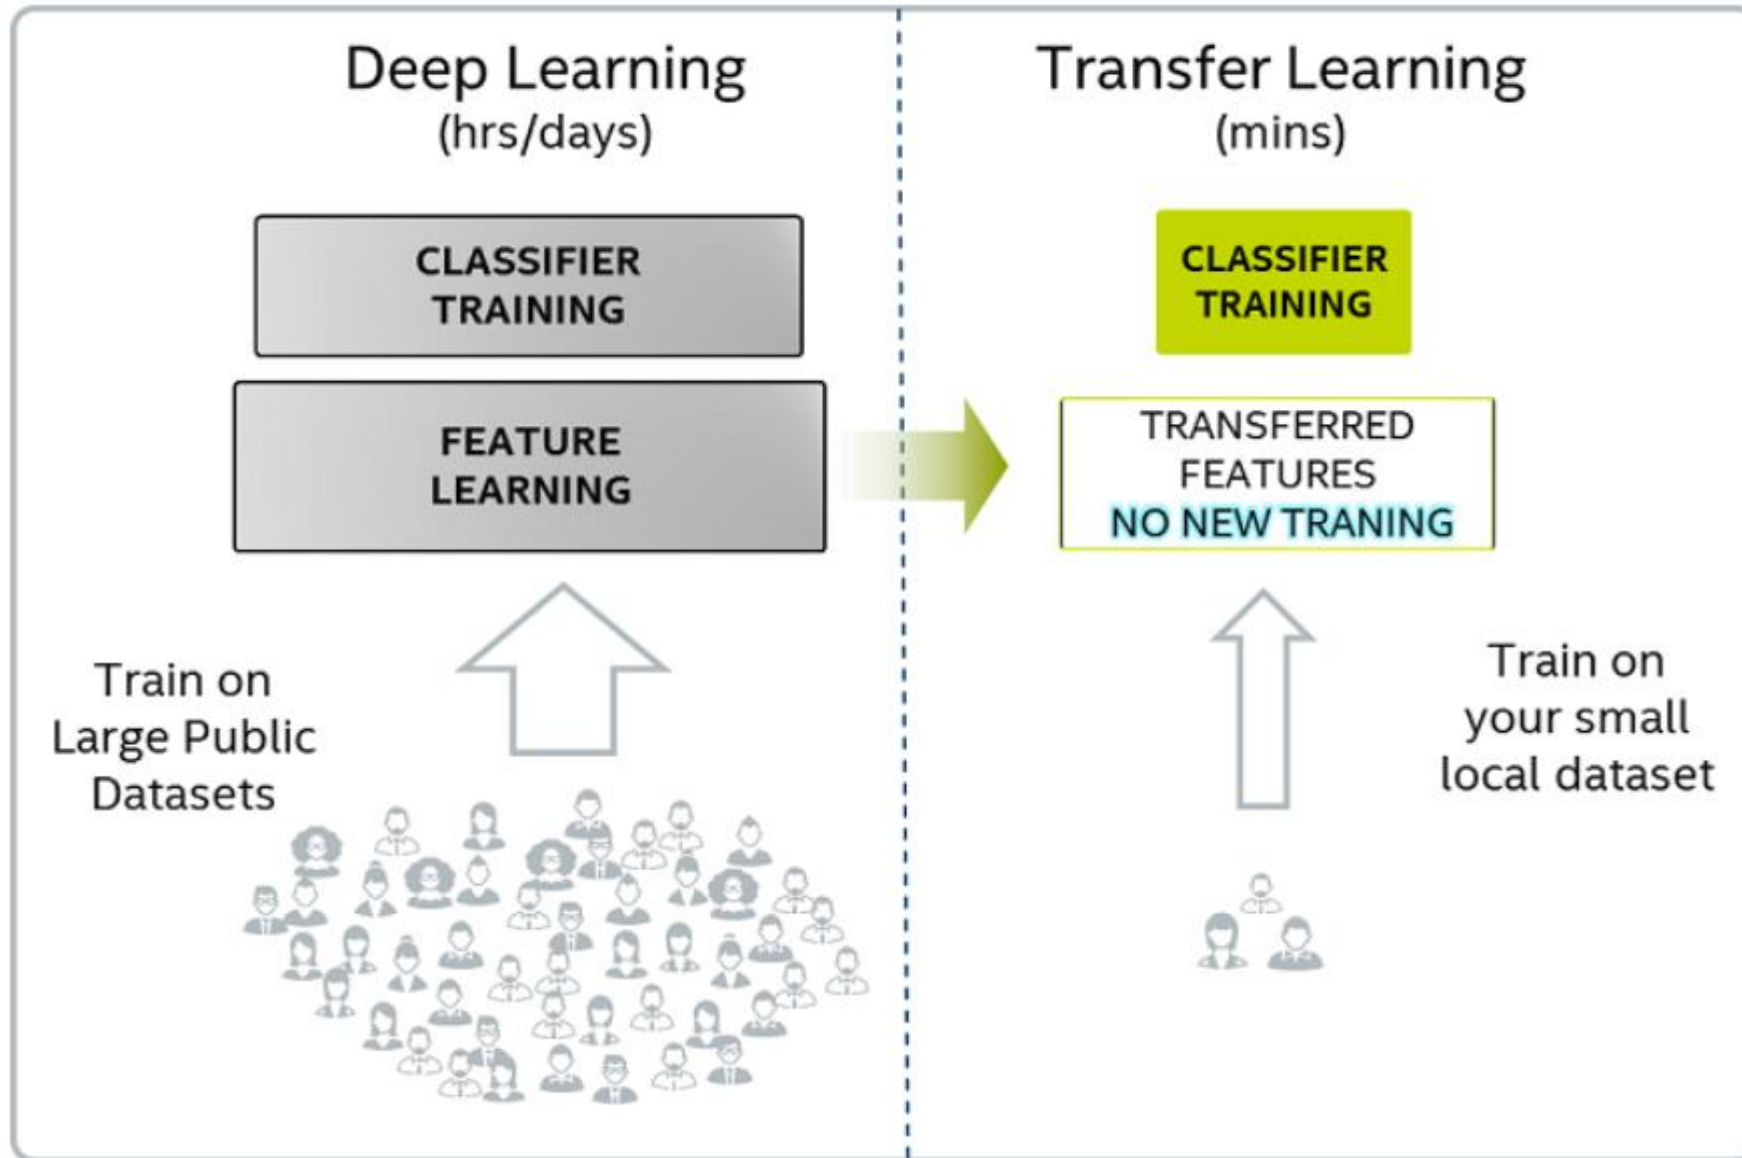 Deep Learning
(hrs/days)
CLASSIFIER
TRAINING
FEATURE
LEARNING
Train on
Large Public
Datasets
Transfer Learning
(mins)
CLASSIFIER
TRAINING
TRANSFERRED
FEATURES
NO NEW TRANING
Train on
your small
local dataset